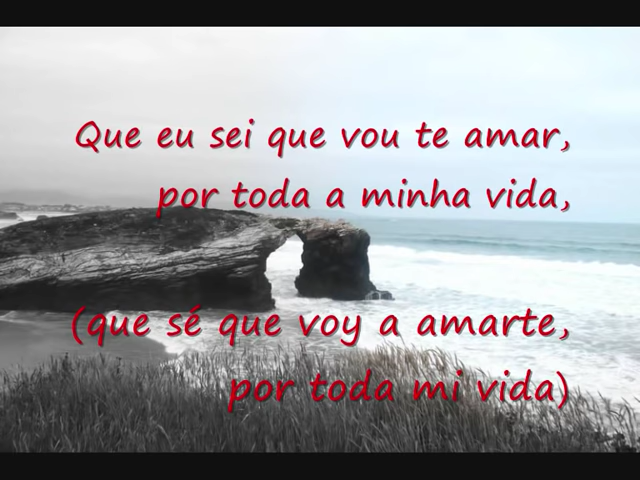 Que eu sei que vou te amar,
por toda a minha vida,
(que sé que voy a amarte,
por toda mi vida)